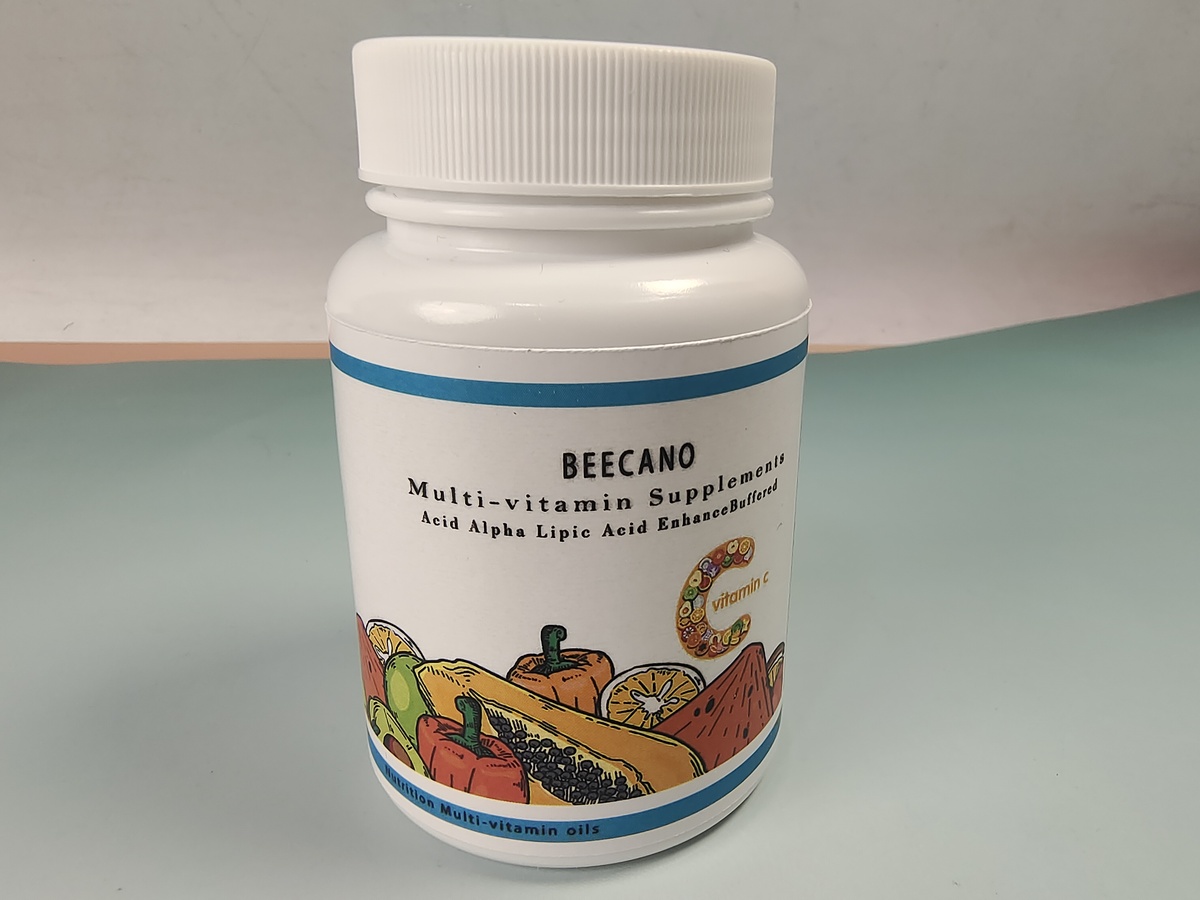 BEECANO
Multi-vitamin Supplements
Acid Alpha Lipic Acid EnhanceBuffered
vitamin c
Nutrition Multi-vitamin oils